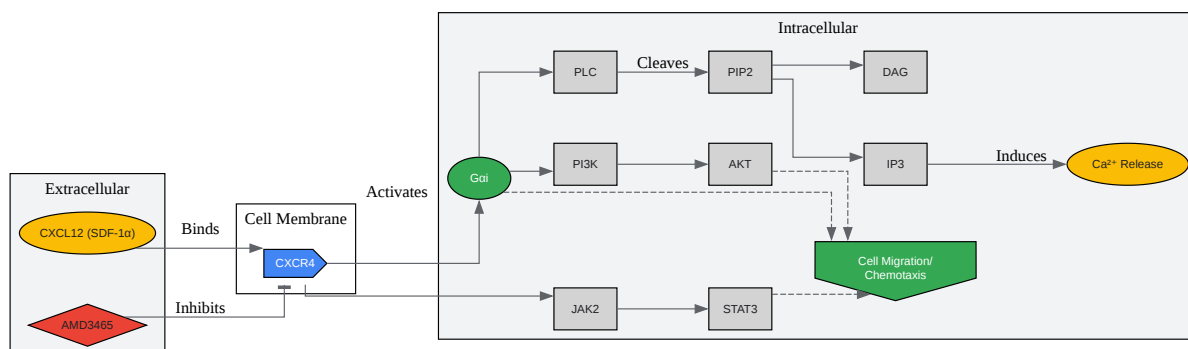 Intracellular
PLC
Cleaves
PIP2
DAG
Gαi
PI3K
AKT
IP3
Induces
Ca²⁺ Release
Activates
Extracellular
CXCL12 (SDF-1α)
Binds
Cell Membrane
CXCR4
Cell Migration/
Chemotaxis
AMD3465
Inhibits
JAK2
STAT3